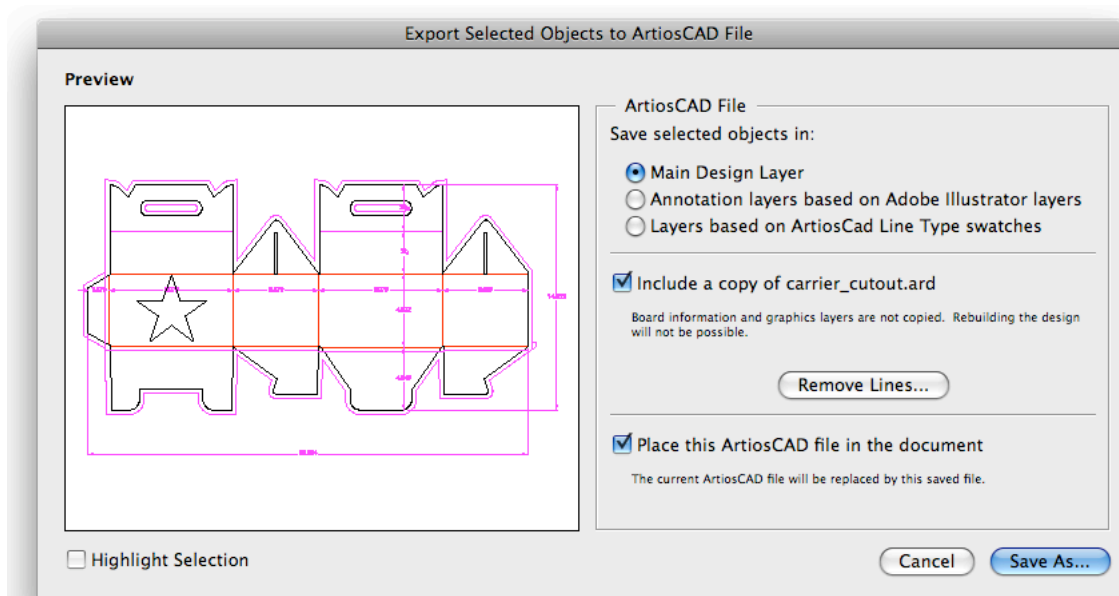 Export Selected Objects to ArtiosCAD File
Preview
ArtiosCAD File
Save selected objects in:
Main Design Layer
Annotation layers based on Adobe Illustrator layers
Layers based on ArtiosCad Line Type swatches
Include a copy of carrier_cutout.ard
Board information and graphics layers are not copied. Rebuilding the design
will not be possible.
Remove Lines...
Place this ArtiosCAD file in the document
The current ArtiosCAD file will be replaced by this saved file.
Highlight Selection
Cancel
Save As...